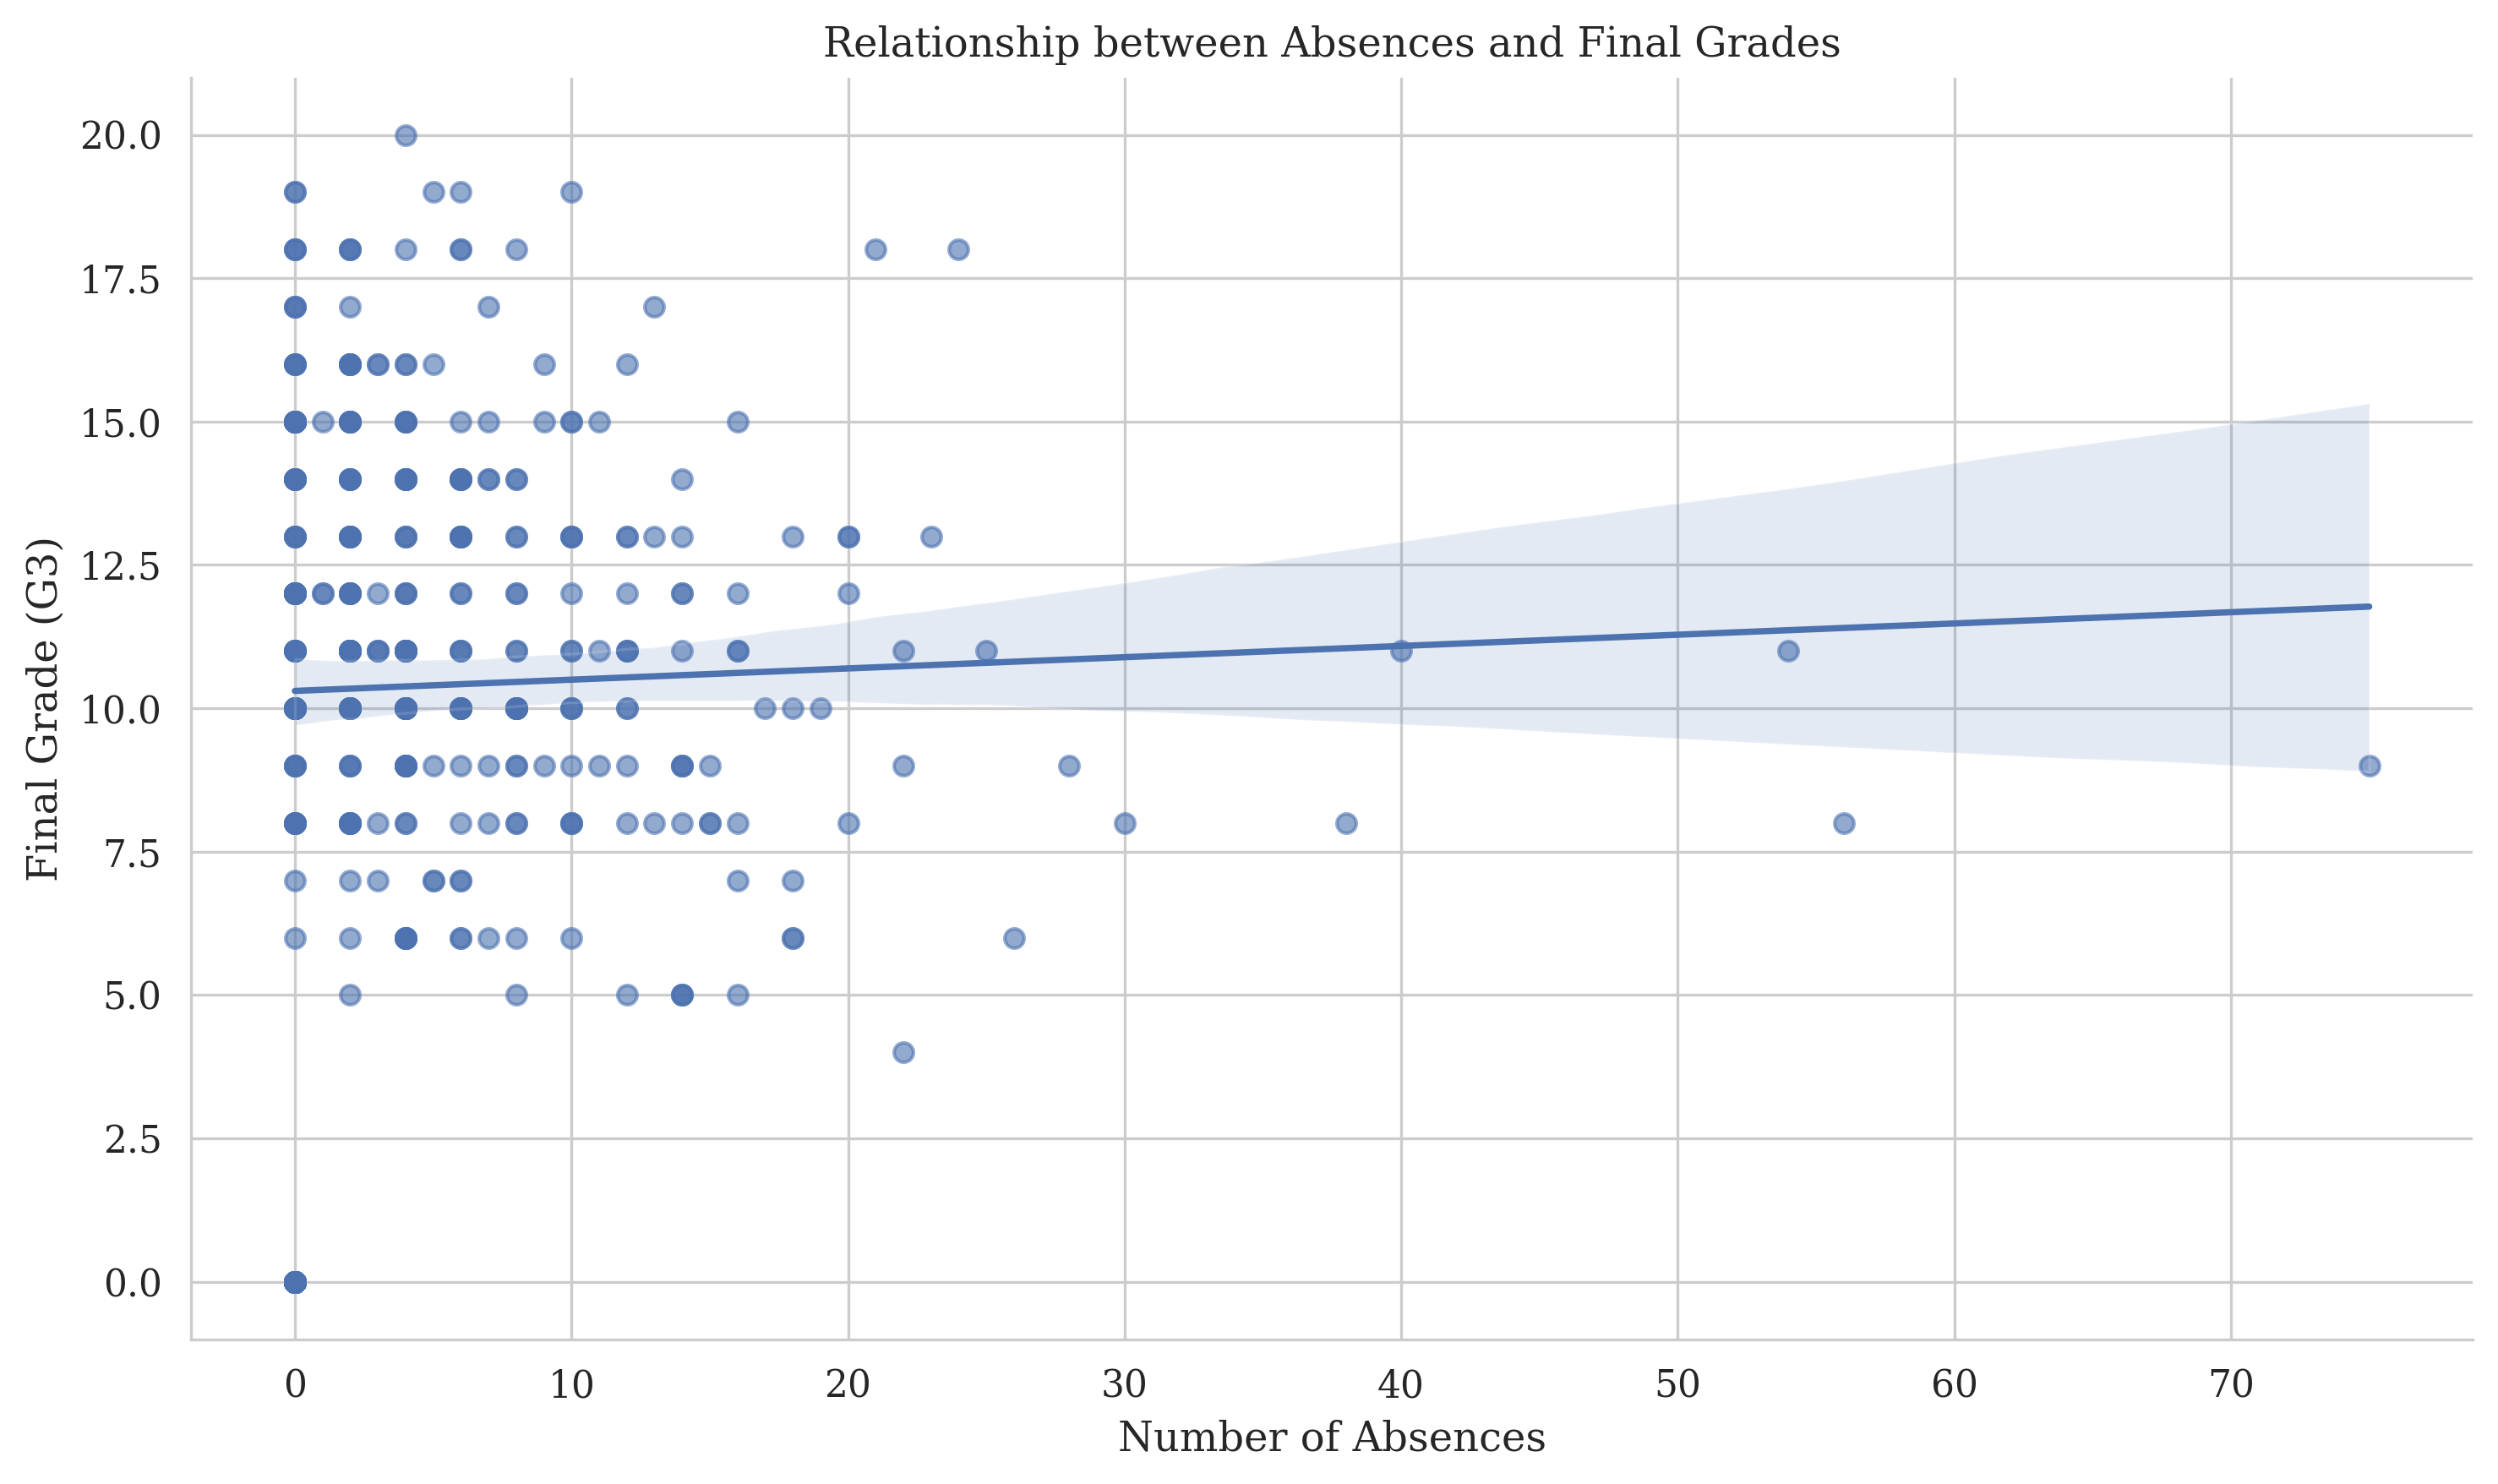 Relationship between Absences and Final Grades
Final Grade (G3)
20.0
17.5
15.0
12.5
10.0
7.5
5.0
2.5
0.0
0 10 20 30 40 50 60 70
Number of Absences